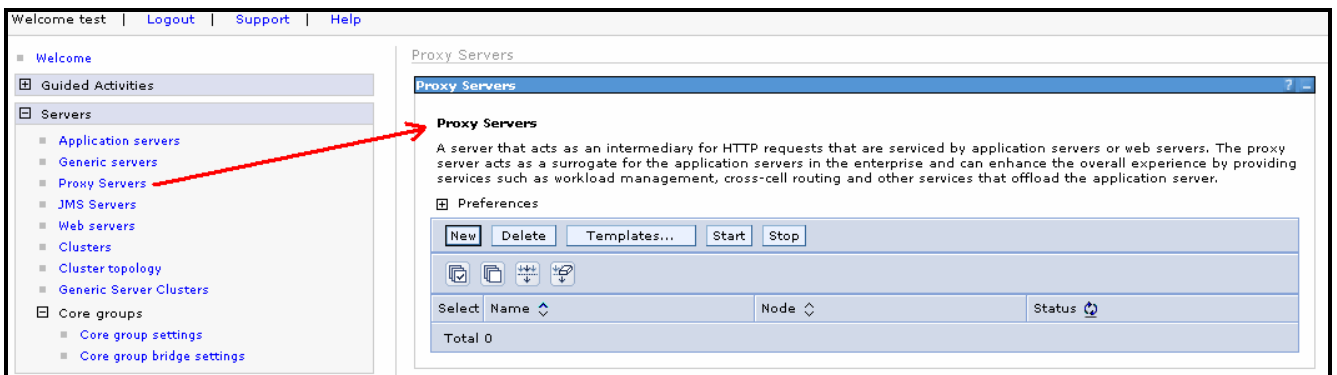 Welcome test | Logout | Support | Help
Welcome
Guided Activities
Servers
Application servers
Generic servers
Proxy Servers
JMS Servers
Web servers
Clusters
Cluster topology
Generic Server Clusters
Core groups
Core group settings
Core group bridge settings
Proxy Servers
Proxy Servers ? -
Proxy Servers
A server that acts as an intermediary for HTTP requests that are serviced by application servers or web servers. The proxy
server acts as a surrogate for the application servers in the enterprise and can enhance the overall experience by providing
services such as workload management, cross-cell routing and other services that offload the application server.
Preferences
New Delete Templates... Start Stop
Select Name Node Status
Total 0